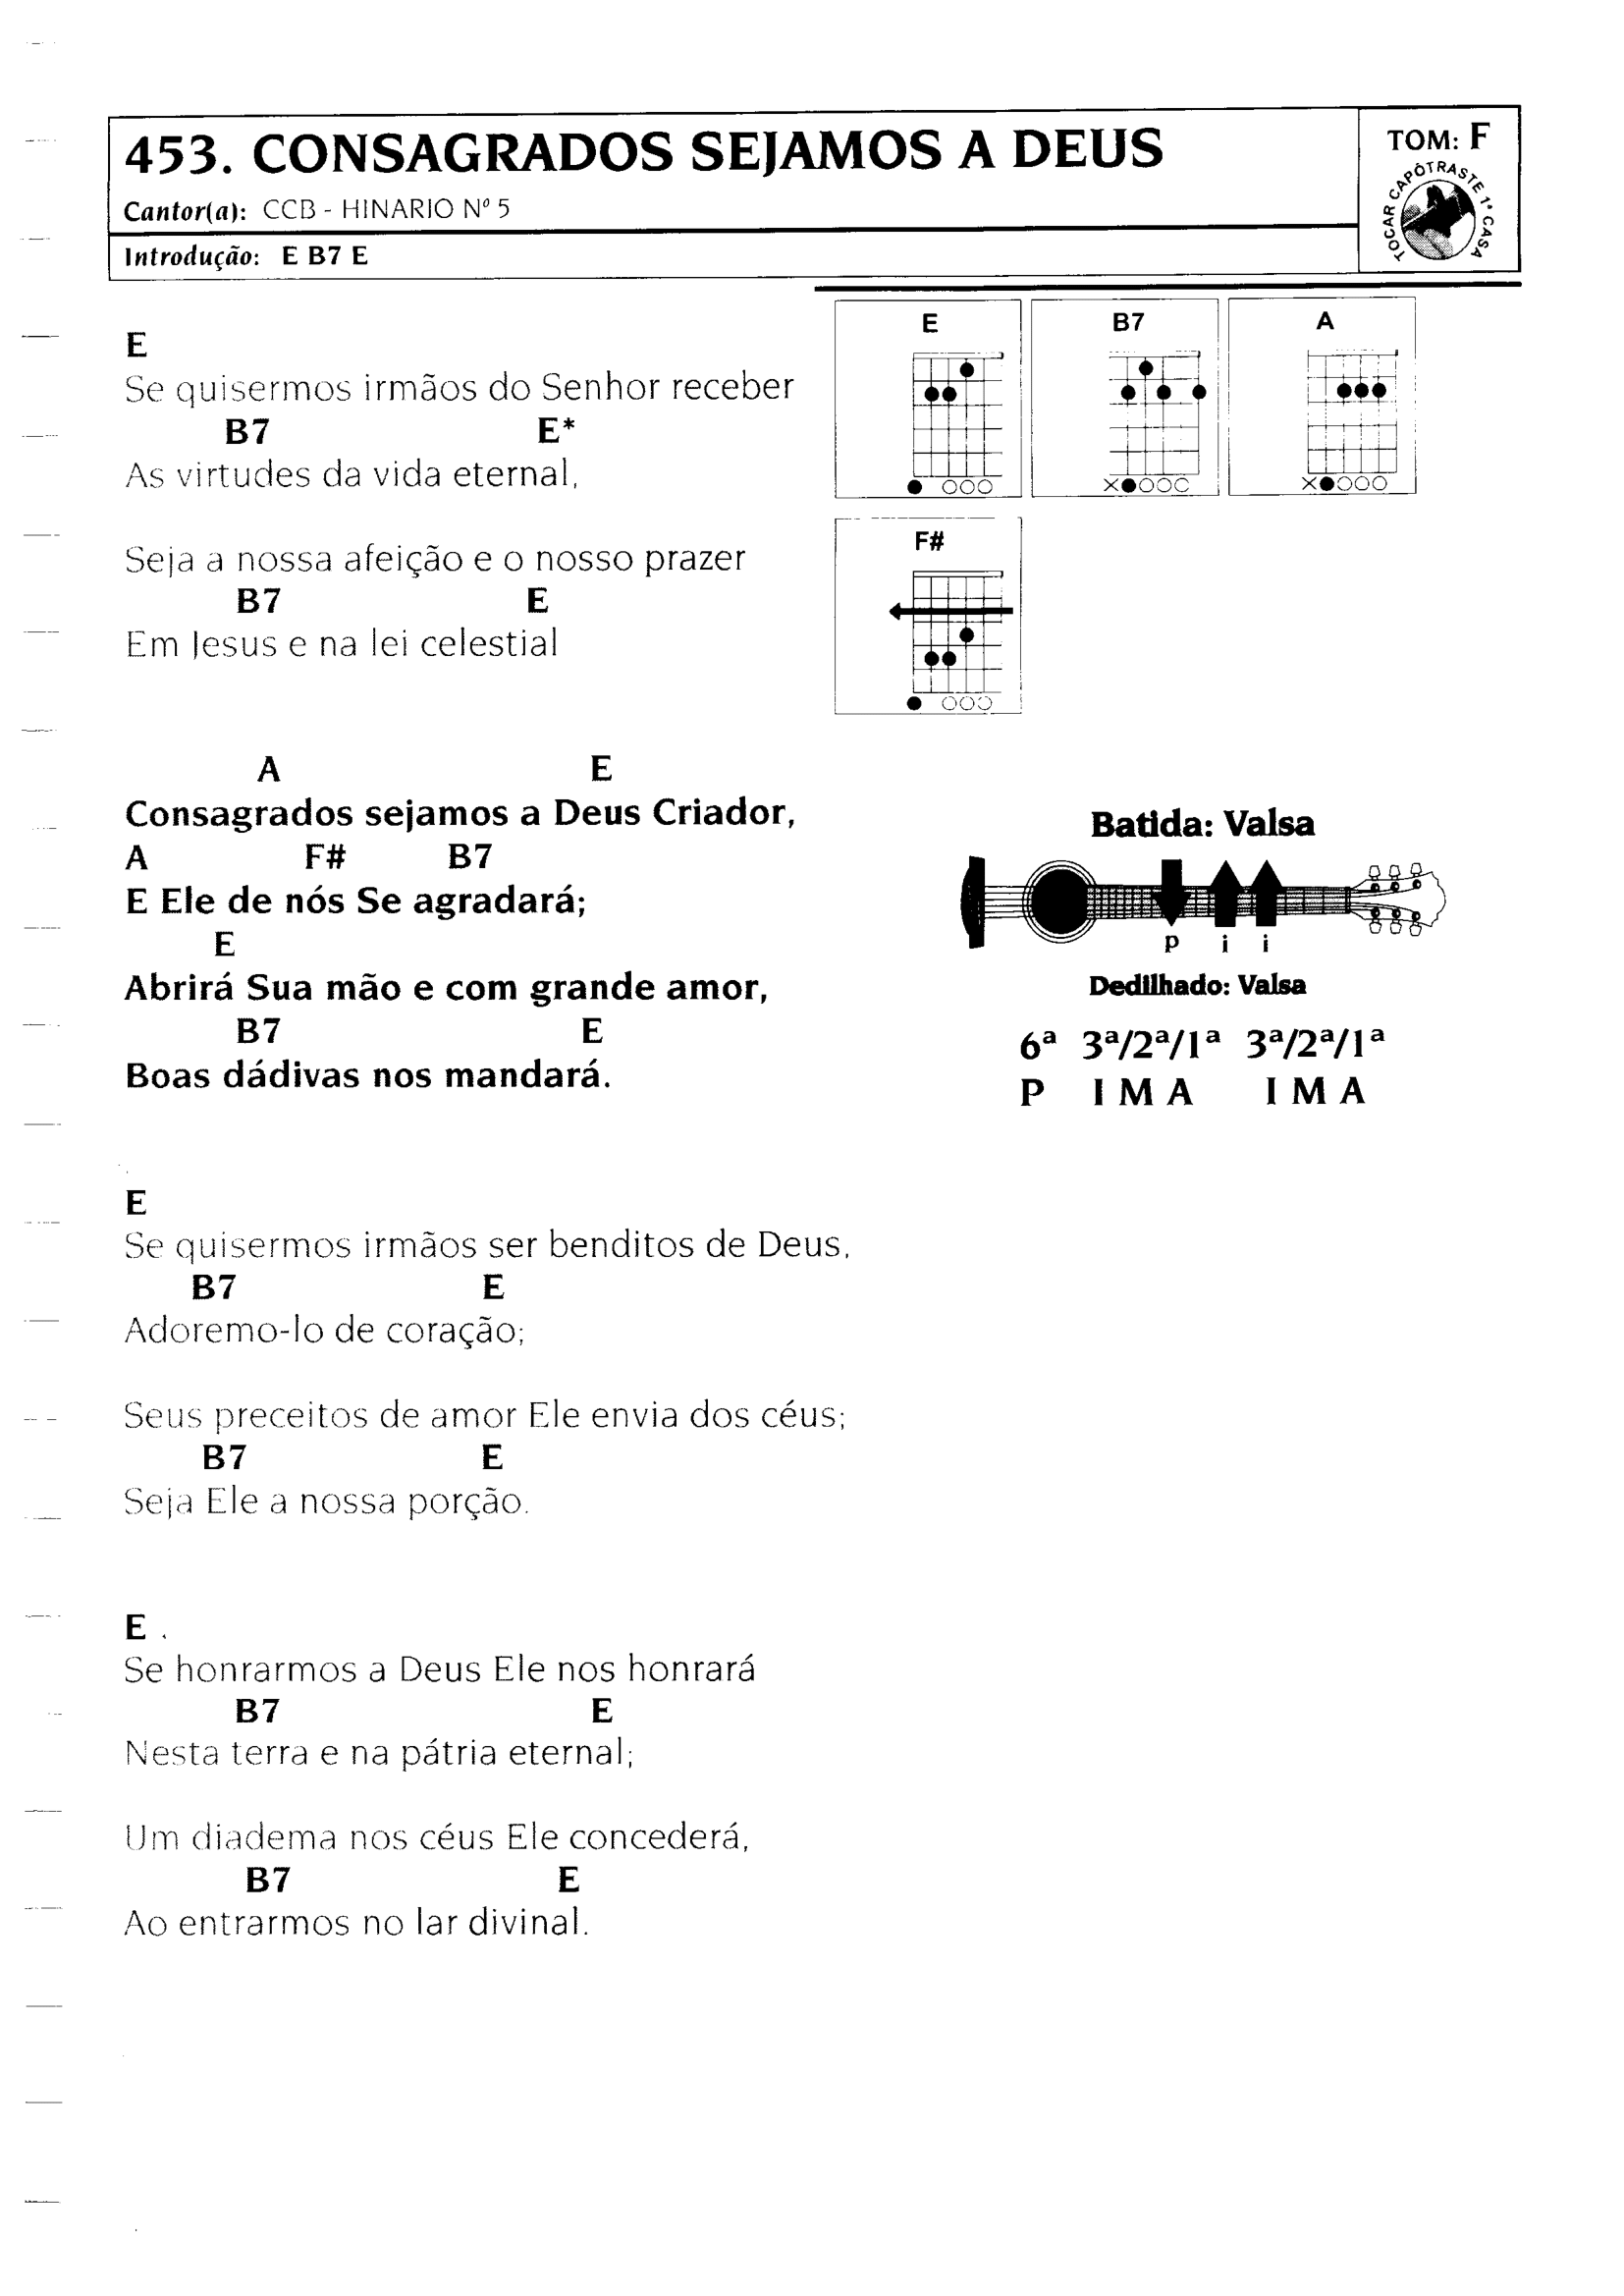 453. CONSAGRADOS SEJAMOS A DEUS
Cantor(a): CCB - HINARIO Nº 5
Introdução: E B7 E
TOM: F
TOCAR CAPÔTRASTE 1ª CASA
E
Se quisermos irmãos do Senhor receber
B7 E*
As virtudes da vida eternal,
Seja a nossa afeição e o nosso prazer
B7 E
Em Jesus e na lei celestial
A E
Consagrados sejamos a Deus Criador,
A F# B7
E Ele de nós Se agradará;
E
Abrirá Sua mão e com grande amor,
B7 E
Boas dádivas nos mandará.
E
Se quisermos irmãos ser benditos de Deus,
B7 E
Adoremo-lo de coração;
Seus preceitos de amor Ele envia dos céus;
B7 E
Seja Ele a nossa porção.
E
Se honrarmos a Deus Ele nos honrará
B7 E
Nesta terra e na pátria eternal;
Um diadema nos céus Ele concederá,
B7 E
Ao entrarmos no lar divinal.
E B7 A
F#
Batida: Valsa
p i i
Dedilhado: Valsa
6ª 3ª/2ª/1ª 3ª/2ª/1ª
P I M A I M A